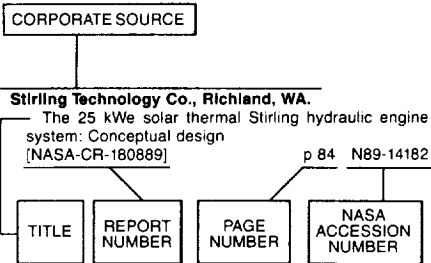 CORPORATE SOURCE
Stirling Technology Co., Richland, WA.
The 25 kWe solar thermal Stirling hydraulic engine
system: Conceptual design
[NASA-CR-180889] p 84 N89-14182
TITLE
REPORT
NUMBER
PAGE
NUMBER
NASA
ACCESSION
NUMBER